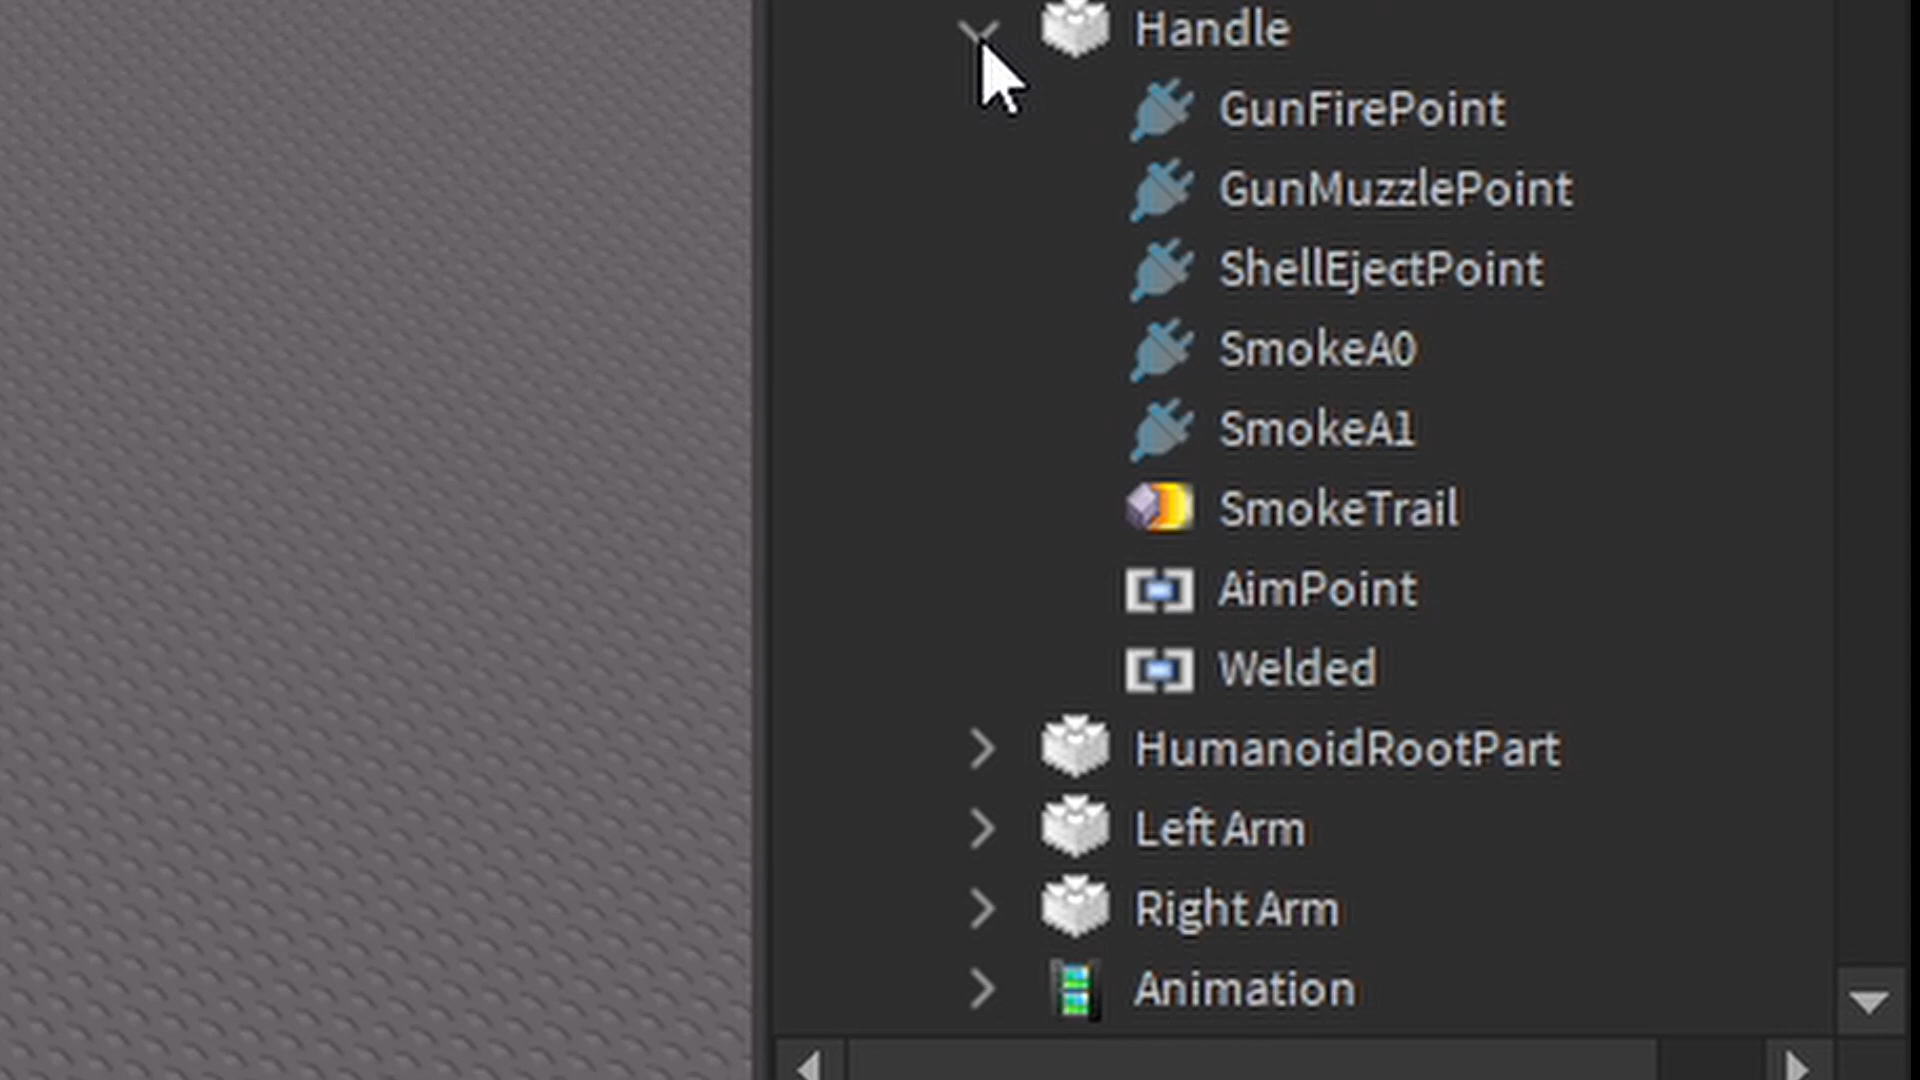 Handle
GunFirePoint
GunMuzzlePoint
ShellEjectPoint
SmokeA0
SmokeA1
SmokeTrail
AimPoint
Welded
HumanoidRootPart
Left Arm
Right Arm
Animation